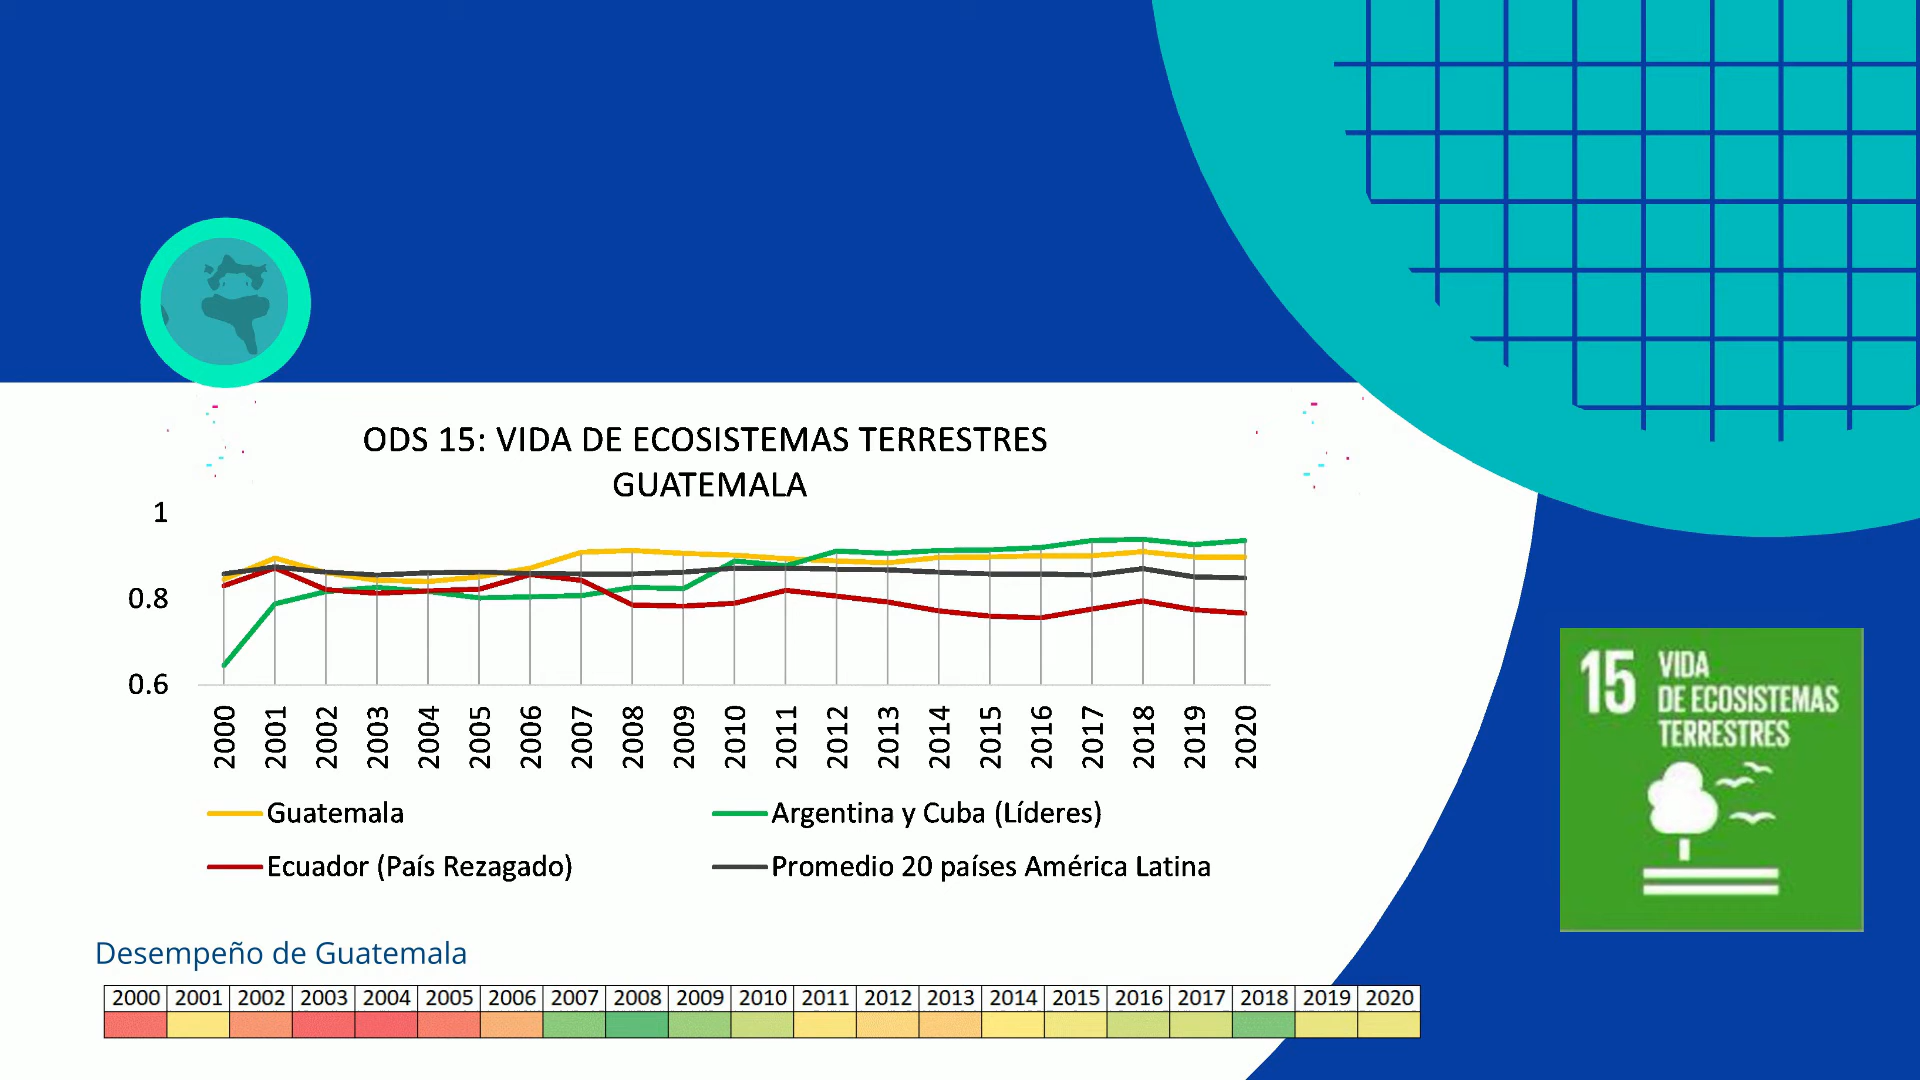 ODS 15: VIDA DE ECOSISTEMAS TERRESTRES
GUATEMALA
1
0.8
0.6
2000 2001 2002 2003 2004 2005 2006 2007 2008 2009 2010 2011 2012 2013 2014 2015 2016 2017 2018 2019 2020
Guatemala
Argentina y Cuba (Líderes)
Ecuador (País Rezagado)
Promedio 20 países América Latina
15 VIDA
DE ECOSISTEMAS
TERRESTRES
Desempeño de Guatemala
2000 2001 2002 2003 2004 2005 2006 2007 2008 2009 2010 2011 2012 2013 2014 2015 2016 2017 2018 2019 2020